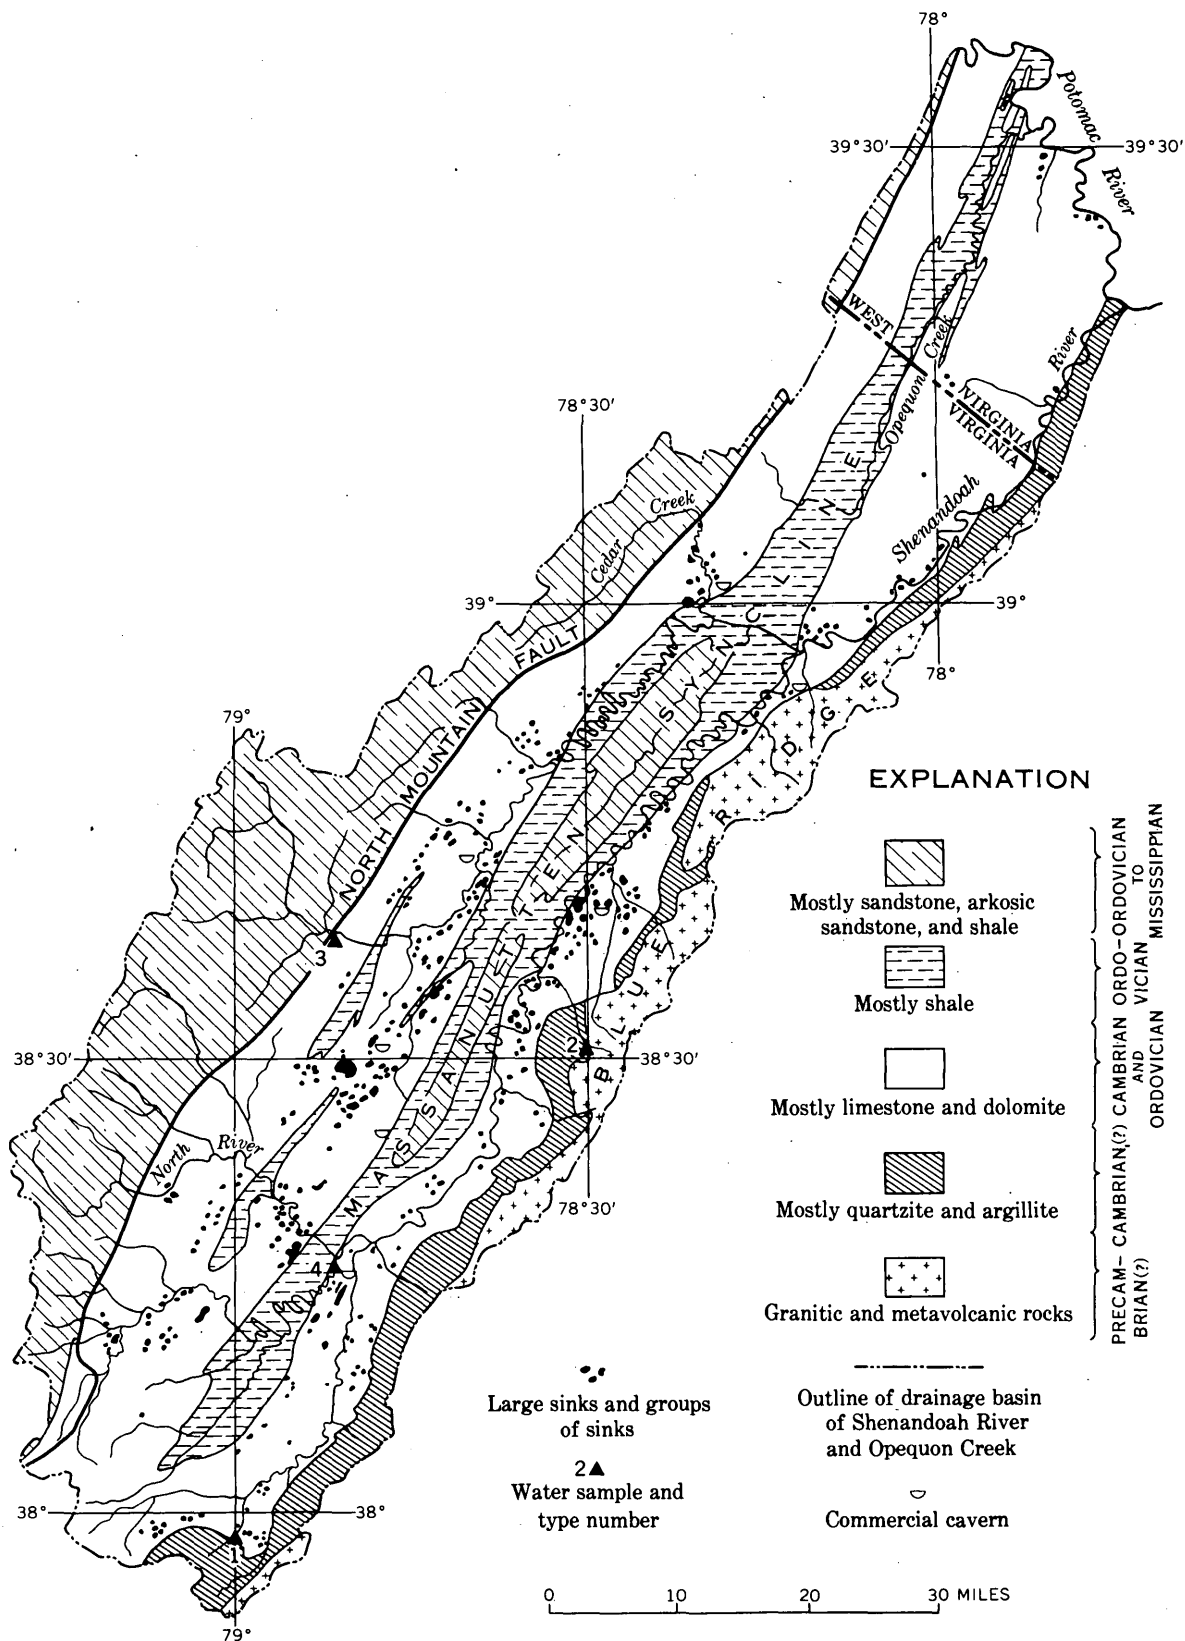 78°
Potomac
River
39°30'
39°30'
WEST
VIRGINIA
VIRGINIA
Opequon Creek
River
Shenandoah
78°30'
Cedar Creek
39°
39°
78°
NORTH MOUNTAIN FAULT
79°
MASSANUTTEN SYNCLINE
BLUE RIDGE
3
38°30'
2
38°30'
North River
78°30'
4
38°
38°
1
79°
EXPLANATION
Mostly sandstone, arkosic
sandstone, and shale
Mostly shale
Mostly limestone and dolomite
Mostly quartzite and argillite
Granitic and metavolcanic rocks
ORDOVICIAN
TO
MISSISSIPPIAN
ORDO-
VICIAN
CAMBRIAN
AND
ORDOVICIAN
CAMBRIAN(?)
PRECAM-
BRIAN(?)
Large sinks and groups
of sinks
2
Water sample and
type number
Outline of drainage basin
of Shenandoah River
and Opequon Creek
Commercial cavern
0 10 20 30 MILES